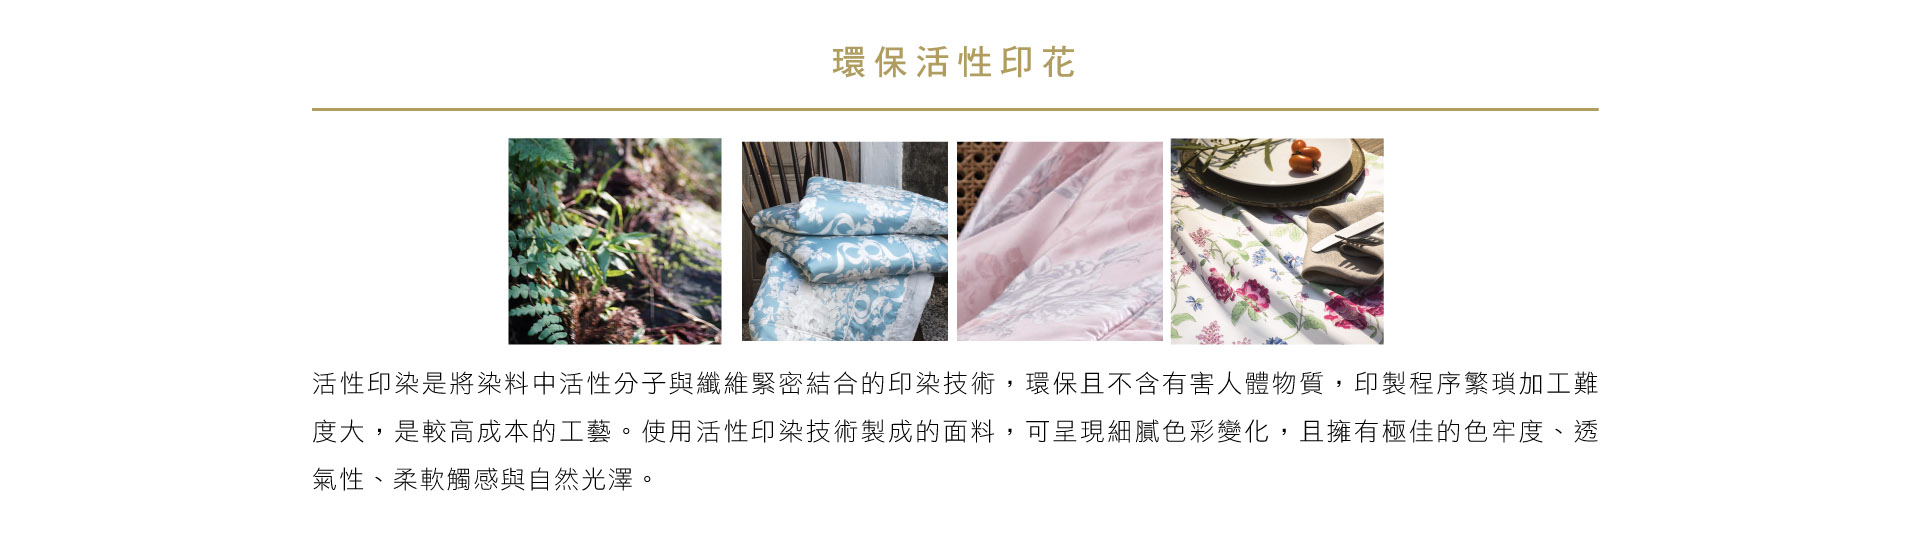 環保活性印花
活性印染是將染料中活性分子與纖維緊密結合的印染技術，環保且不含有害人體物質，印製程序繁瑣加工難
度大，是較高成本的工藝。使用活性印染技術製成的面料，可呈現細膩色彩變化，且擁有極佳的色牢度、透
氣性、柔軟觸感與自然光澤。